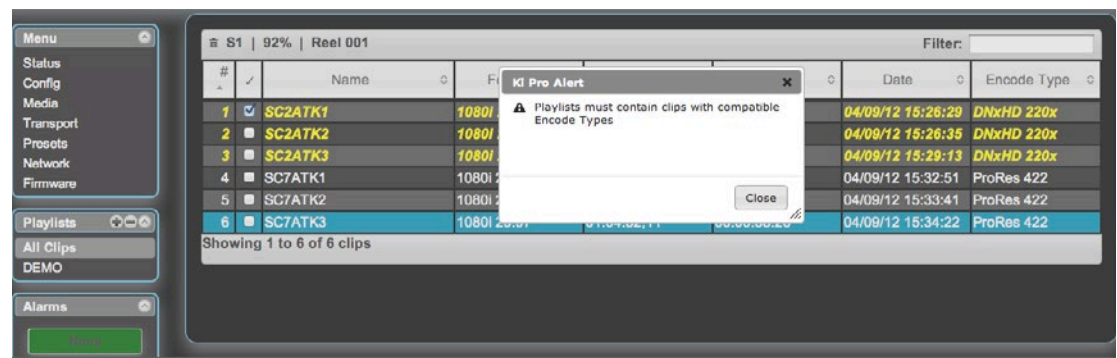 Menu
Status
Config
Media
Transport
Presets
Network
Firmware
Playlists
All Clips
DEMO
Alarms
None
S1 | 92% | Reel 001
Filter:
# ✓ Name Date Encode Type
1 SC2ATK1 1080i 04/09/12 15:26:29 DNxHD 220x
2 SC2ATK2 1080i 04/09/12 15:26:35 DNxHD 220x
3 SC2ATK3 1080i 04/09/12 15:29:13 DNxHD 220x
4 SC7ATK1 1080i 04/09/12 15:32:51 ProRes 422
5 SC7ATK2 1080i 04/09/12 15:33:41 ProRes 422
6 SC7ATK3 1080i 04/09/12 15:34:22 ProRes 422
Showing 1 to 6 of 6 clips
Ki Pro Alert
Playlists must contain clips with compatible
Encode Types
Close